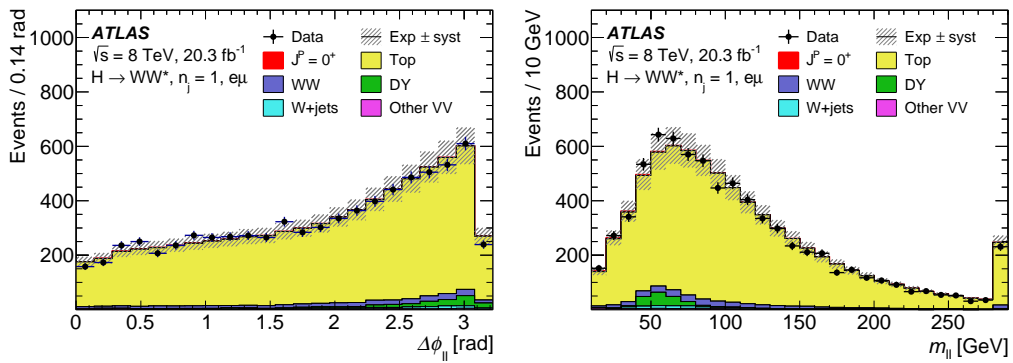 Events / 0.14 rad
1000
800
600
400
200
ATLAS
√s = 8 TeV, 20.3 fb⁻¹
H → WW*, nⱼ = 1, eμ
Data
Exp ± syst
Jᴾ = 0⁺
Top
WW
DY
W+jets
Other VV
0 0.5 1 1.5 2 2.5 3
Δϕₗₗ [rad]
Events / 10 GeV
1000
800
600
400
200
ATLAS
√s = 8 TeV, 20.3 fb⁻¹
H → WW*, nⱼ = 1, eμ
Data
Exp ± syst
Jᴾ = 0⁺
Top
WW
DY
W+jets
Other VV
50 100 150 200 250
mₗₗ [GeV]